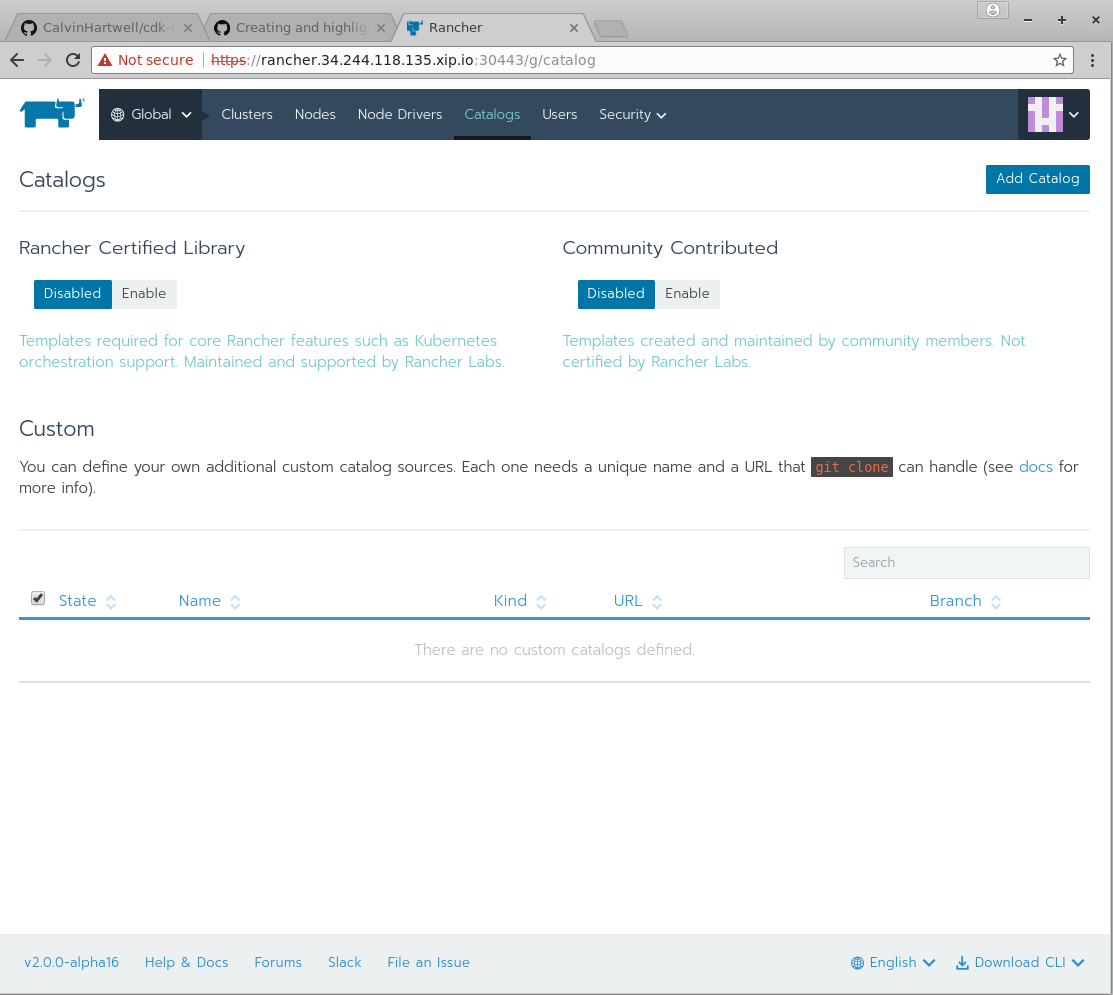 CalvinHartwell/cdk-r
Creating and highlig
Rancher
Not secure https://rancher.34.244.118.135.xip.io:30443/g/catalog
Global Clusters Nodes Node Drivers Catalogs Users Security
Catalogs
Add Catalog
Rancher Certified Library
Disabled Enable
Templates required for core Rancher features such as Kubernetes
orchestration support. Maintained and supported by Rancher Labs.
Community Contributed
Disabled Enable
Templates created and maintained by community members. Not
certified by Rancher Labs.
Custom
You can define your own additional custom catalog sources. Each one needs a unique name and a URL that git clone can handle (see docs for
more info).
Search
State Name Kind URL Branch
There are no custom catalogs defined.
v2.0.0-alpha16 Help & Docs Forums Slack File an Issue English Download CLI